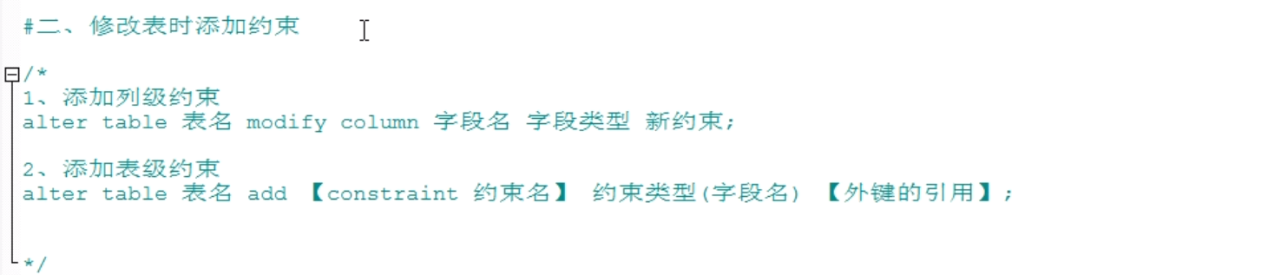 #二、修改表时添加约束
/*
1、添加列级约束
alter table 表名 modify column 字段名 字段类型 新约束;
2、添加表级约束
alter table 表名 add 【constraint 约束名】 约束类型(字段名) 【外键的引用】;
*/